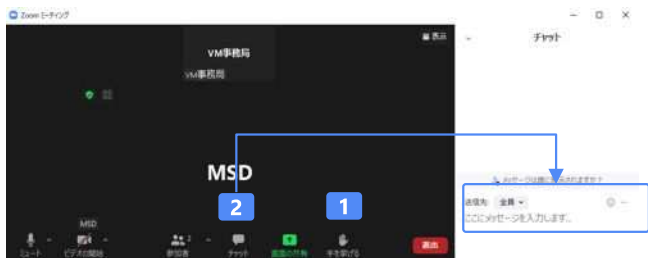 Zoom ミーティング
表示
チャット
VM事務局
VM事務局
MSD
2
1
送信先: 全員
ここにメッセージを入力します...
MSD
ミュート
ビデオの開始
参加者
チャット
画面の共有
手を挙げる
退出